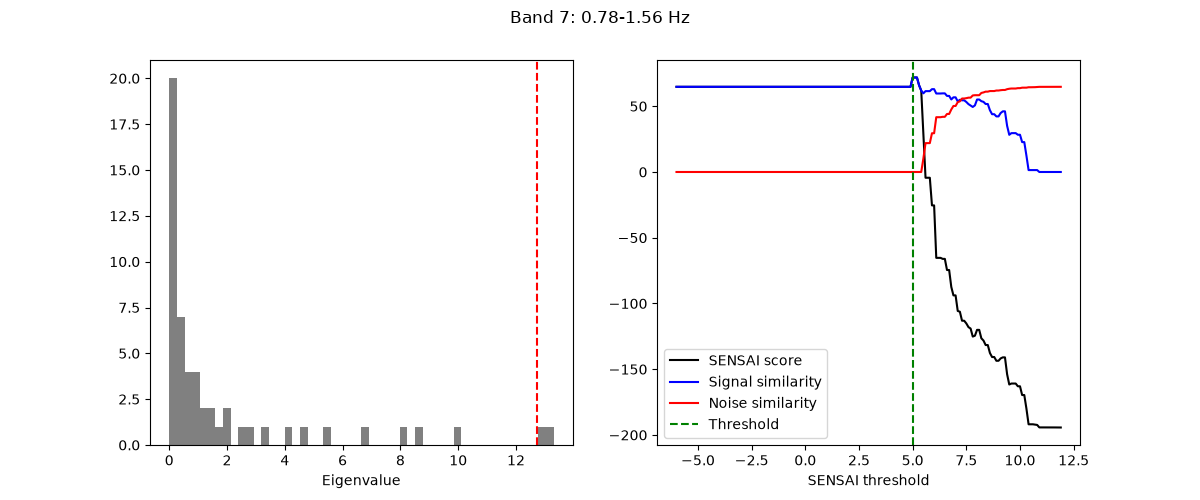 Band 7: 0.78-1.56 Hz
20.0
17.5
15.0
12.5
10.0
7.5
5.0
2.5
0.0
0 2 4 6 8 10 12
Eigenvalue
50
0
−50
−100
−150
−200
SENSAI score
Signal similarity
Noise similarity
Threshold
−5.0 −2.5 0.0 2.5 5.0 7.5 10.0 12.5
SENSAI threshold